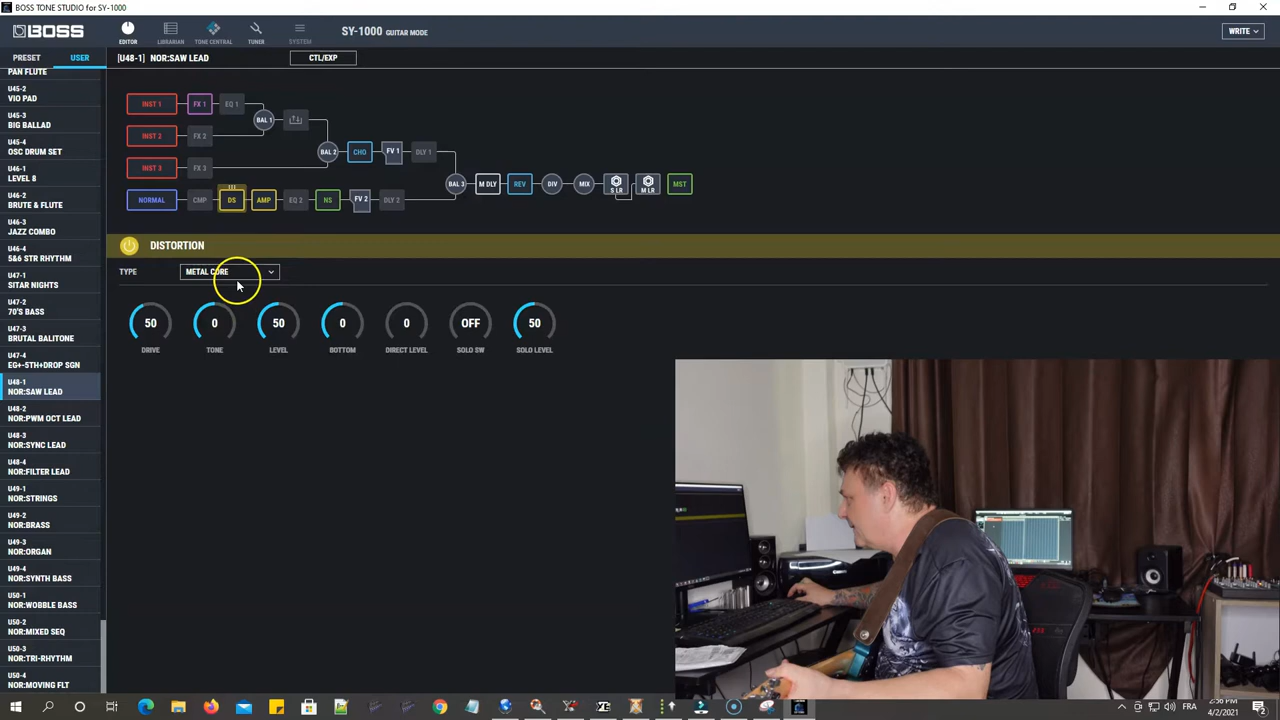 BOSS TONE STUDIO for SY-1000
BOSS
EDITOR
LIBRARIAN
TONE CENTRAL
TUNER
SYSTEM
SY-1000 GUITAR MODE
WRITE
PRESET
USER
[U48-1] NOR:SAW LEAD
CTL/EXP
PAN FLUTE
U45-2
VIO PAD
U45-3
BIG BALLAD
U45-4
OSC DRUM SET
U46-1
LEVEL 8
U46-2
BRUTE & FLUTE
U46-3
JAZZ COMBO
U46-4
5&6 STR RHYTHM
U47-1
SITAR NIGHTS
U47-2
70'S BASS
U47-3
BRUTAL BALITONE
U47-4
EG+-5TH+DROP SGN
U48-1
NOR:SAW LEAD
U48-2
NOR:PWM OCT LEAD
U48-3
NOR:SYNC LEAD
U48-4
NOR:FILTER LEAD
U49-1
NOR:STRINGS
U49-2
NOR:BRASS
U49-3
NOR:ORGAN
U49-4
NOR:SYNTH BASS
U50-1
NOR:WOBBLE BASS
U50-2
NOR:MIXED SEQ
U50-3
NOR:TRI-RHYTHM
U50-4
NOR:MOVING FLT
INST 1 FX 1 EQ 1
BAL 1
INST 2 FX 2
BAL 2 CHO FV 1 DLY 1
INST 3 FX 3
BAL 3 M DLY REV DIV MIX S LR M LR MST
NORMAL CMP DS AMP EQ 2 NS FV 2 DLY 2
DISTORTION
TYPE METAL CORE
50 0 50 0 0 OFF 50
DRIVE TONE LEVEL BOTTOM DIRECT LEVEL SOLO SW SOLO LEVEL
FRA
2:56 PM
4/2/2021